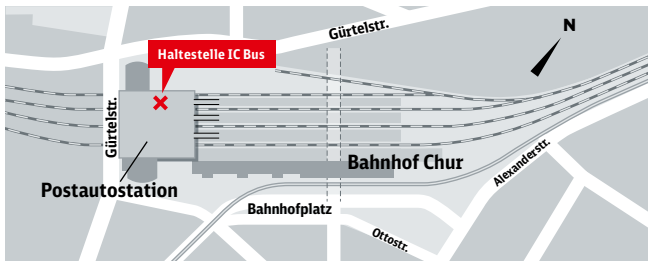 Gürtelstr.
N
Haltestelle IC Bus
Gürtelstr.
Bahnhof Chur
Alexanderstr.
Postautostation
Bahnhofplatz
Ottostr.